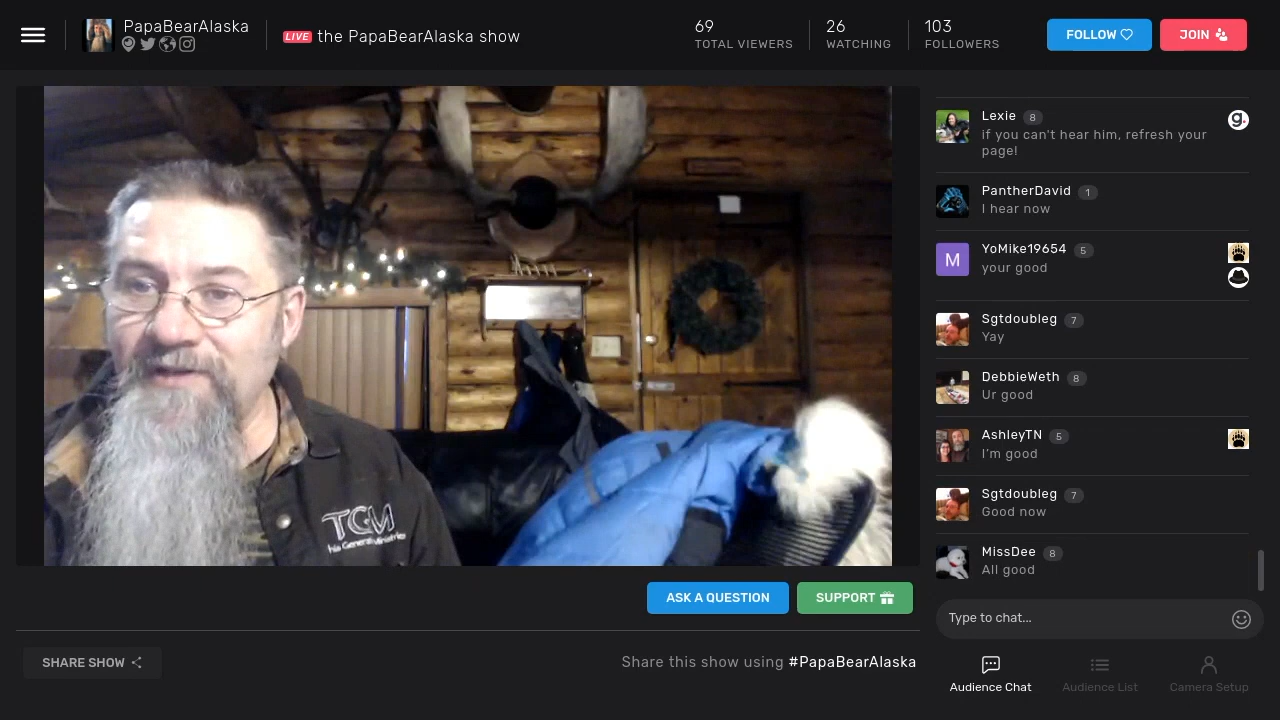 PapaBearAlaska
LIVE the PapaBearAlaska show
69
TOTAL VIEWERS
26
WATCHING
103
FOLLOWERS
FOLLOW
JOIN
TGM
Lexie 8
g.
if you can't hear him, refresh your
page!
PantherDavid 1
I hear now
M
YoMike19654 5
your good
Sgtdoubleg 7
Yay
DebbieWeth 8
Ur good
AshleyTN 5
I'm good
Sgtdoubleg 7
Good now
MissDee 8
All good
ASK A QUESTION
SUPPORT
Type to chat...
SHARE SHOW
Share this show using #PapaBearAlaska
Audience Chat
Audience List
Camera Setup